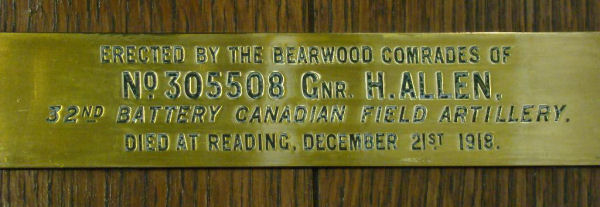 ERECTED BY THE BEARWOOD COMRADES OF
Nº 305508 GNR. H. ALLEN,
32ND BATTERY CANADIAN FIELD ARTILLERY.
DIED AT READING, DECEMBER 21ST 1918.